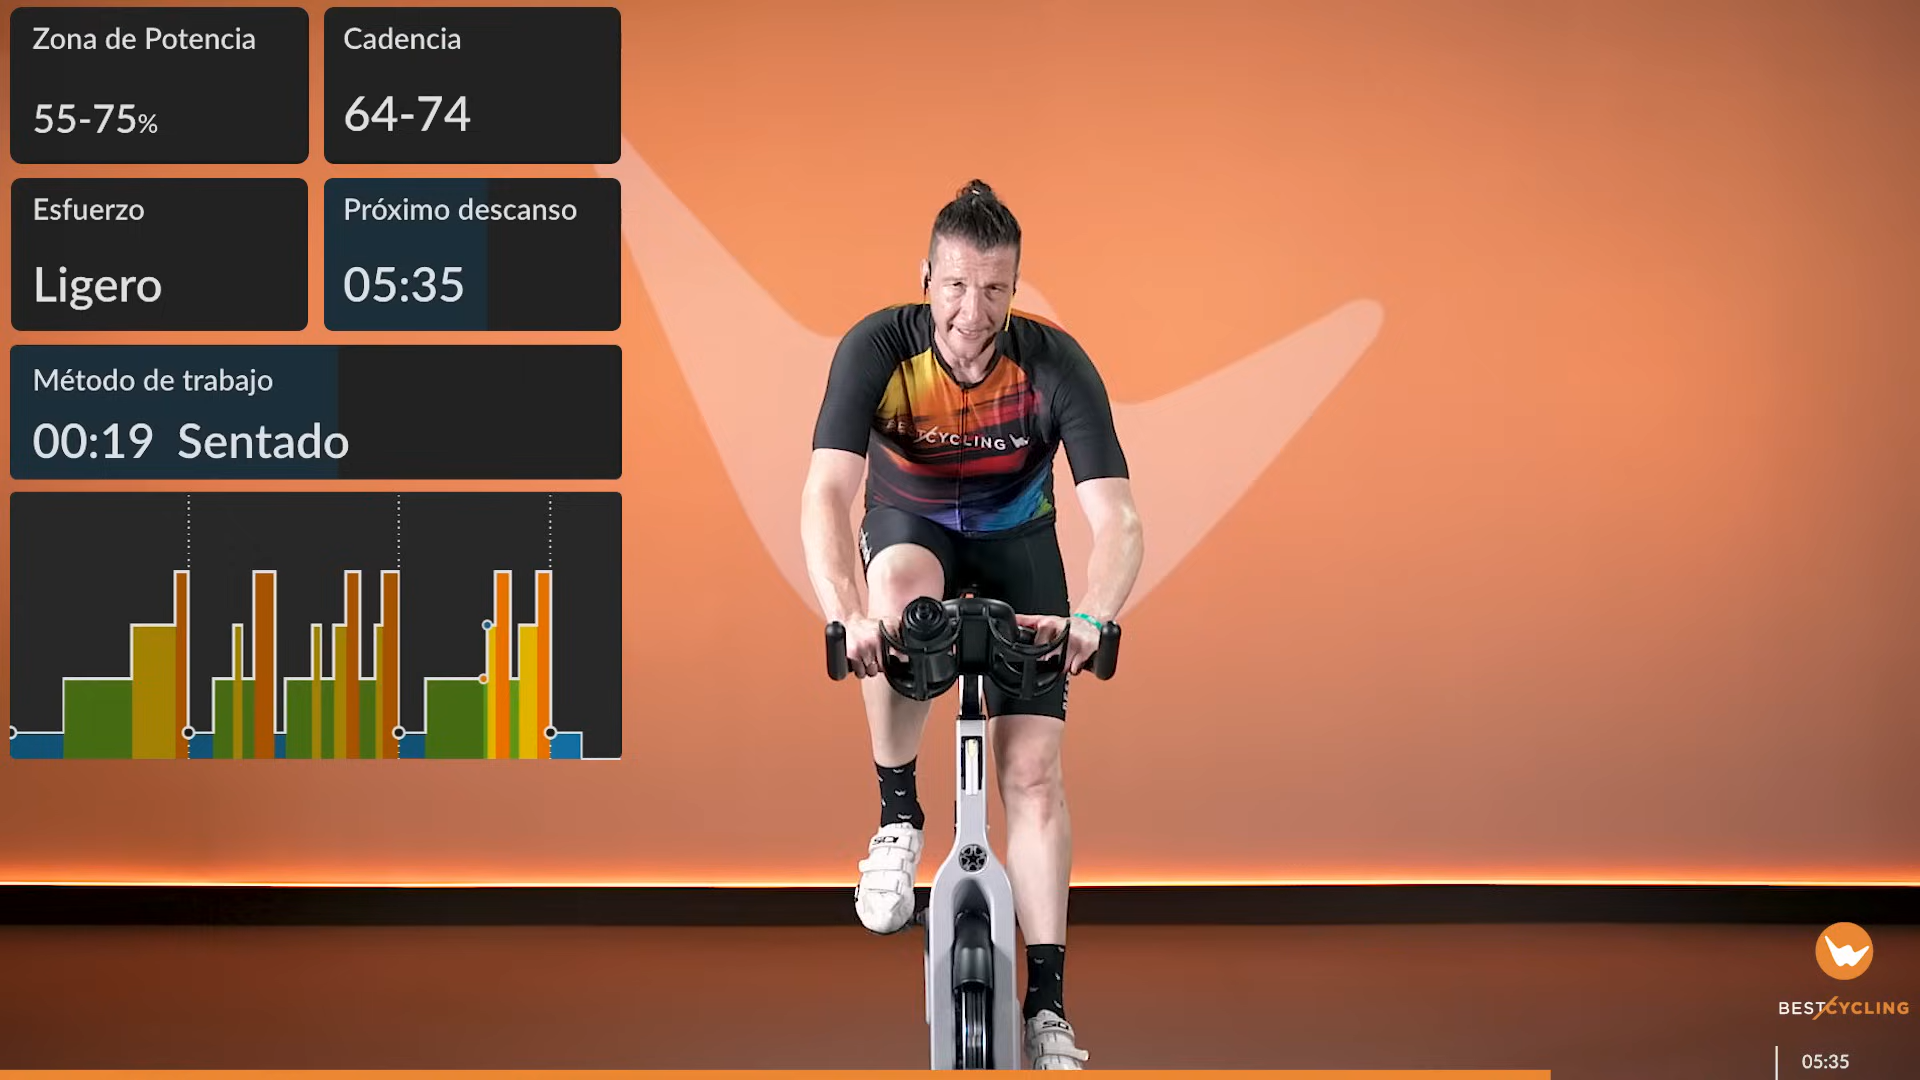 Zona de Potencia
55-75%
Cadencia
64-74
Esfuerzo
Ligero
Próximo descanso
05:35
Método de trabajo
00:19 Sentado
BESTCYCLING
BESTCYCLING
05:35